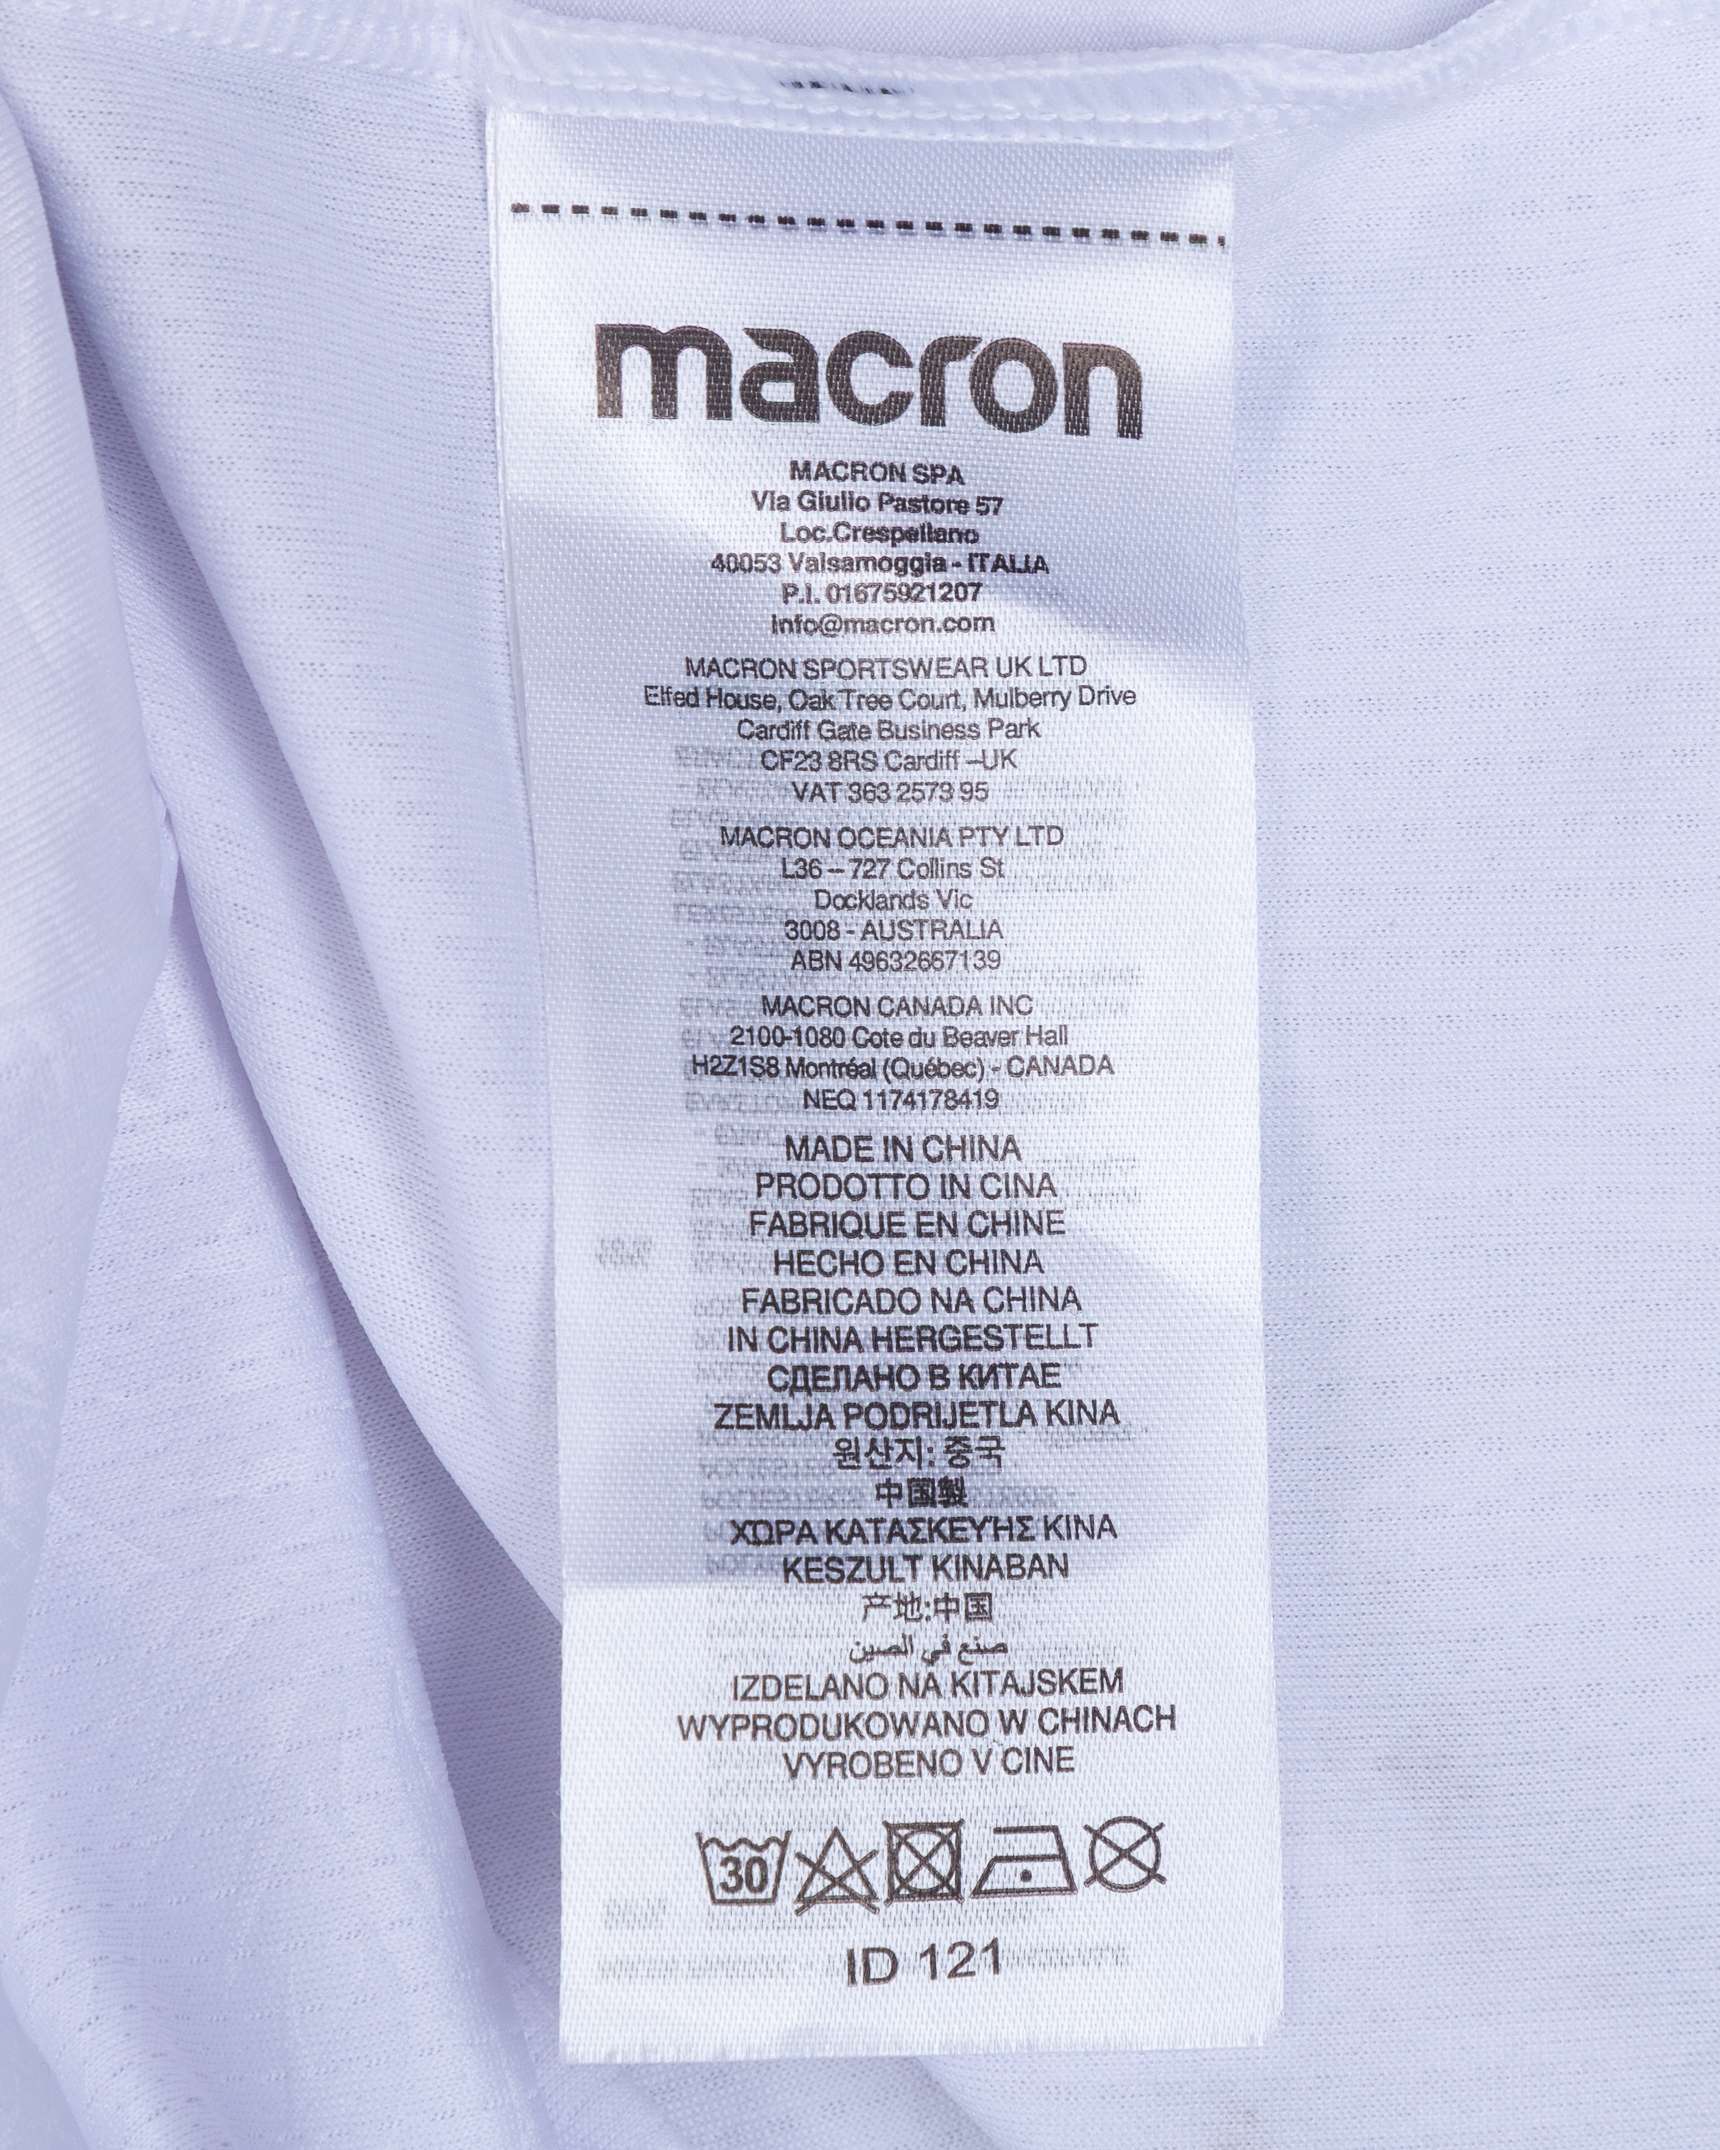 macron
MACRON SPA
Via Giulio Pastore 57
Loc.Crespellano
40053 Valsamoggia - ITALIA
P.I. 01675921207
info@macron.com
MACRON SPORTSWEAR UK LTD
Elfed House, Oak Tree Court, Mulberry Drive
Cardiff Gate Business Park
CF23 8RS Cardiff –UK
VAT 363 2573 95
MACRON OCEANIA PTY LTD
L36 – 727 Collins St
Docklands Vic
3008 - AUSTRALIA
ABN 49632667139
MACRON CANADA INC
2100-1080 Cote du Beaver Hall
H2Z1S8 Montréal (Québec) - CANADA
NEQ 1174178419
MADE IN CHINA
PRODOTTO IN CINA
FABRIQUE EN CHINE
HECHO EN CHINA
FABRICADO NA CHINA
IN CHINA HERGESTELLT
СДЕЛАНО В КИТАЕ
ZEMLJA PODRIJETLA KINA
원산지: 중국
中国製
ΧΩΡΑ ΚΑΤΑΣΚΕΥΉΣ ΚΙΝΑ
KESZULT KINABAN
产地:中国
صنع في الصين
IZDELANO NA KITAJSKEM
WYPRODUKOWANO W CHINACH
VYROBENO V CINE
30
ID 121